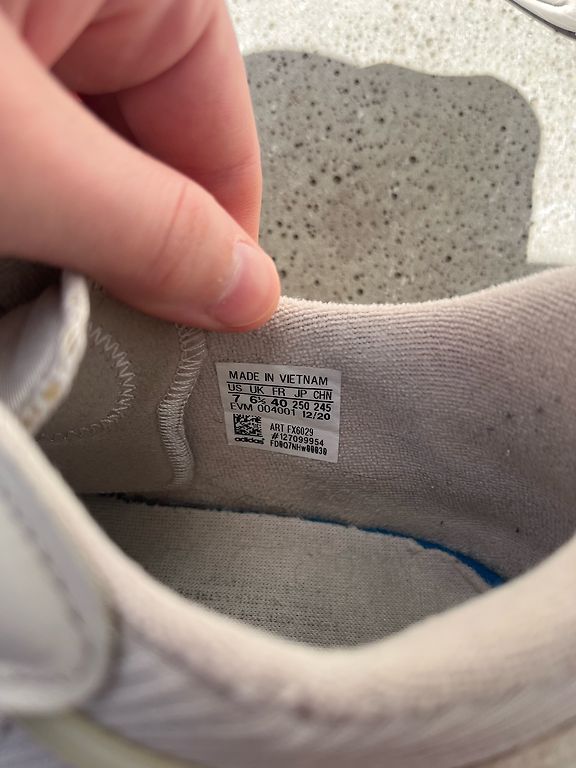 MADE IN VIETNAM
US UK FR JP CHN
7 6½ 40 250 245
EVM 004001 12/20
ART FX6029
#127099954
adidas FD0Q7NHW00030